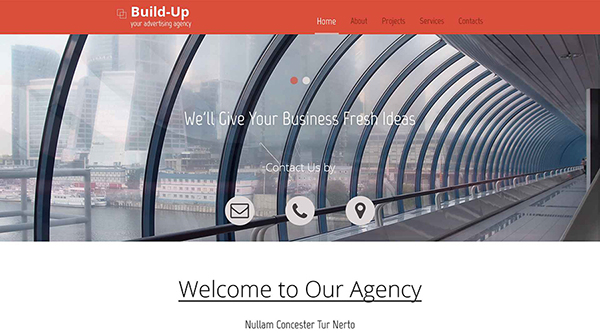 Build-Up
your advertising agency
Home
About
Projects
Services
Contacts
We'll Give Your Business Fresh Ideas
Contact Us by
Welcome to Our Agency
Nullam Concester Tur Nerto